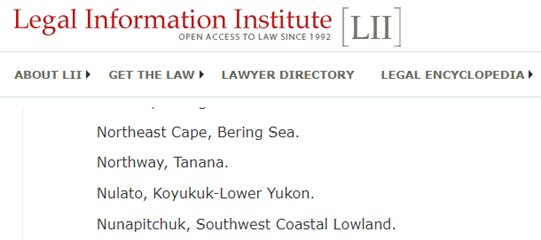 Legal Information Institute [LII]
OPEN ACCESS TO LAW SINCE 1992
ABOUT LII GET THE LAW LAWYER DIRECTORY LEGAL ENCYCLOPEDIA
Northeast Cape, Bering Sea.
Northway, Tanana.
Nulato, Koyukuk-Lower Yukon.
Nunapitchuk, Southwest Coastal Lowland.